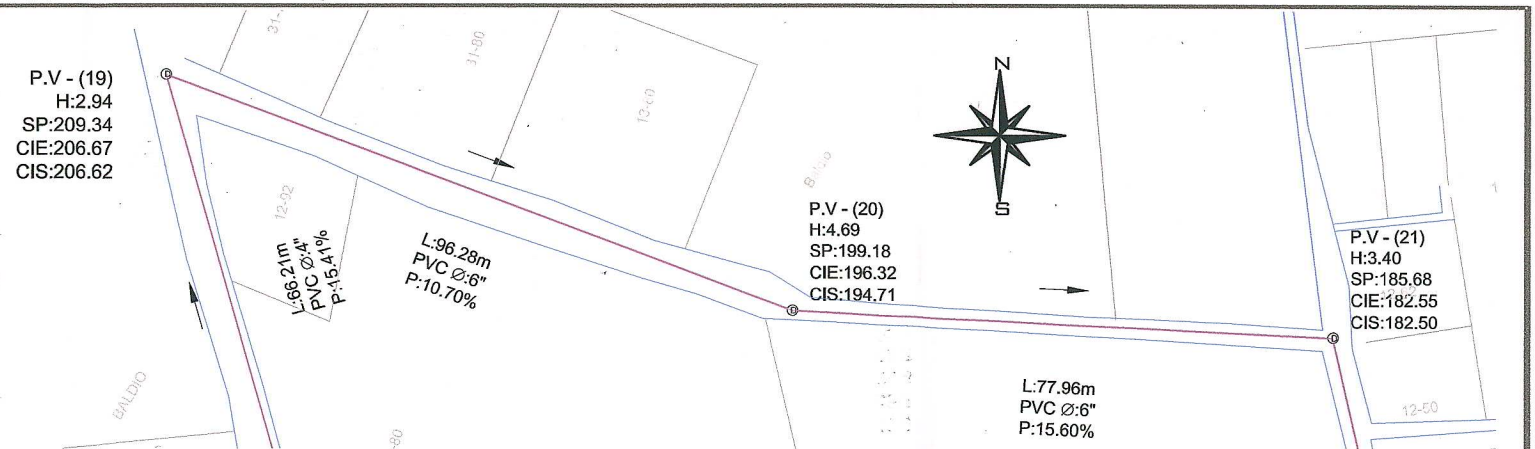 P.V - (19)
H:2.94
SP:209.34
CIE:206.67
CIS:206.62
31-80
13-60
12-02
L:66.21m
PVC Ø:4"
P:15.41%
L:96.28m
PVC Ø:6"
P:10.70%
N
S
P.V - (20)
H:4.69
SP:199.18
CIE:196.32
CIS:194.71
P.V - (21)
H:3.40
SP:185.68
CIE:182.55
CIS:182.50
L:77.96m
PVC Ø:6"
P:15.60%
BALDIO
12-50